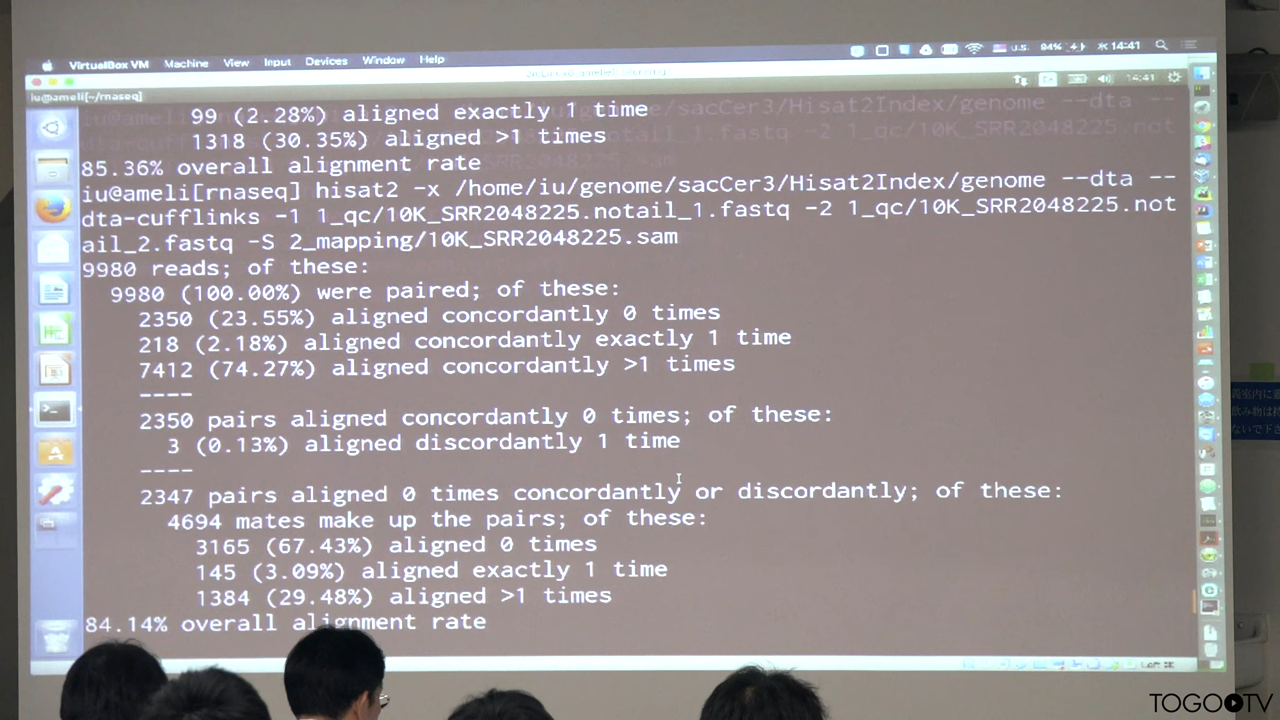 VirtualBox VM Machine View Input Devices Window Help U.S. 94% 水 14:41
14:41
iu@ameli[~/rnaseq]
99 (2.28%) aligned exactly 1 time
1318 (30.35%) aligned >1 times
85.36% overall alignment rate
iu@ameli[rnaseq] hisat2 -x /home/iu/genome/sacCer3/Hisat2Index/genome --dta --
dta-cufflinks -1 1_qc/10K_SRR2048225.notail_1.fastq -2 1_qc/10K_SRR2048225.not
ail_2.fastq -S 2_mapping/10K_SRR2048225.sam
9980 reads; of these:
9980 (100.00%) were paired; of these:
2350 (23.55%) aligned concordantly 0 times
218 (2.18%) aligned concordantly exactly 1 time
7412 (74.27%) aligned concordantly >1 times
----
2350 pairs aligned concordantly 0 times; of these:
3 (0.13%) aligned discordantly 1 time
----
2347 pairs aligned 0 times concordantly or discordantly; of these:
4694 mates make up the pairs; of these:
3165 (67.43%) aligned 0 times
145 (3.09%) aligned exactly 1 time
1384 (29.48%) aligned >1 times
84.14% overall alignment rate
Left ⌘
TOGOTV